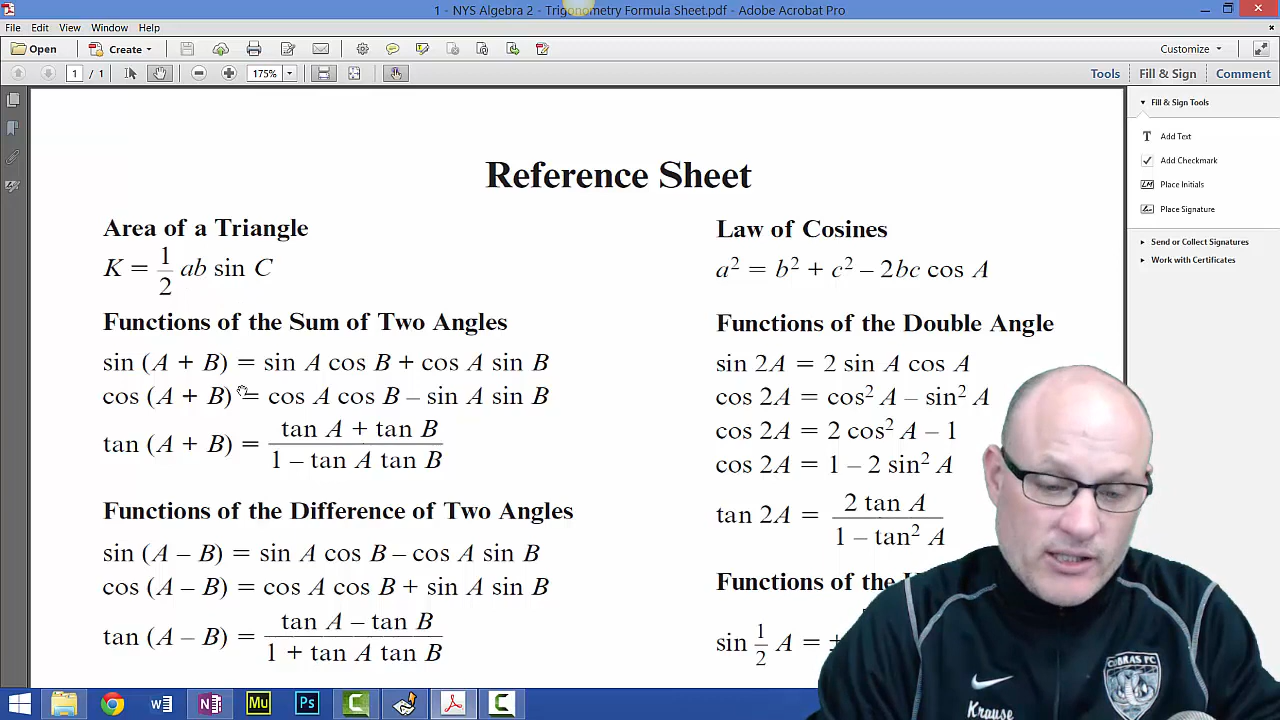 1 - NYS Algebra 2 - Trigonometry Formula Sheet.pdf - Adobe Acrobat Pro
File Edit View Window Help
Open Create Customize
1 / 1 175% Tools Fill & Sign Comment
Reference Sheet
Area of a Triangle
K = 1/2 ab sin C
Functions of the Sum of Two Angles
sin (A + B) = sin A cos B + cos A sin B
cos (A + B) = cos A cos B – sin A sin B
tan (A + B) = tan A + tan B / 1 – tan A tan B
Functions of the Difference of Two Angles
sin (A – B) = sin A cos B – cos A sin B
cos (A – B) = cos A cos B + sin A sin B
tan (A – B) = tan A – tan B / 1 + tan A tan B
Law of Cosines
a² = b² + c² – 2bc cos A
Functions of the Double Angle
sin 2A = 2 sin A cos A
cos 2A = cos² A – sin² A
cos 2A = 2 cos² A – 1
cos 2A = 1 – 2 sin² A
tan 2A = 2 tan A / 1 – tan² A
Functions of the
sin 1/2 A = ±
Fill & Sign Tools
T Add Text
Add Checkmark
Place Initials
Place Signature
Send or Collect Signatures
Work with Certificates
COBRAS FC
Krause
Mu
Ps